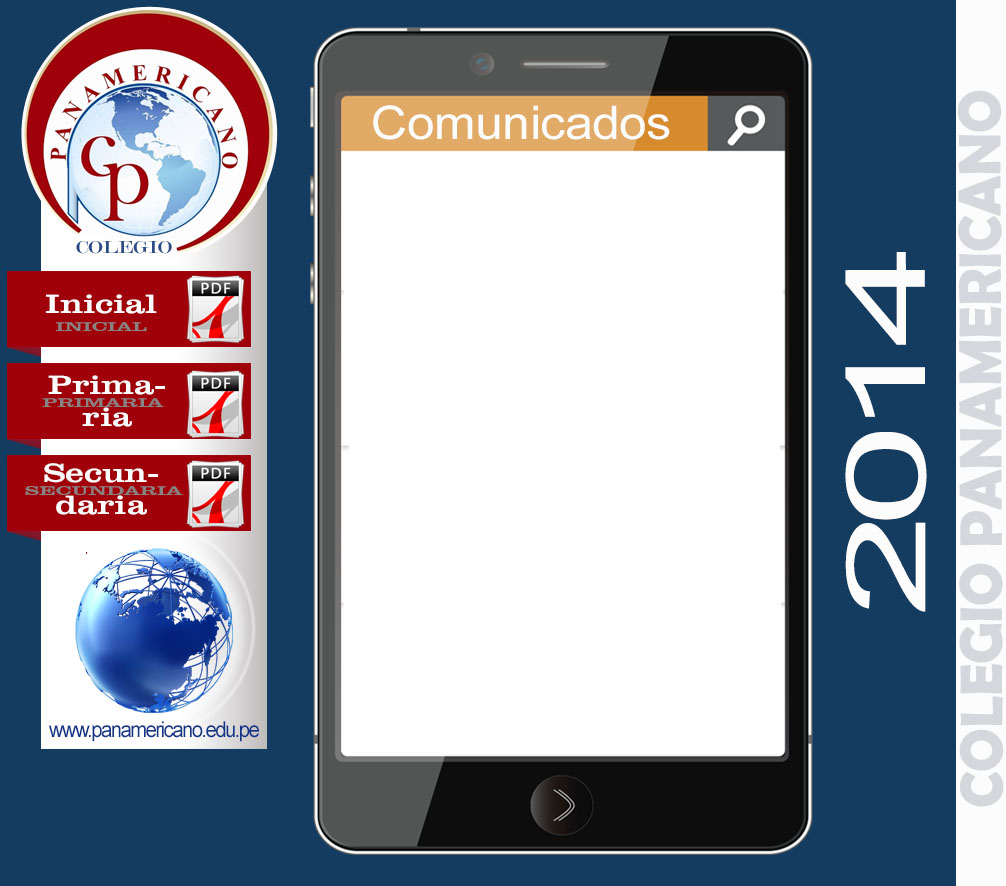 PANAMERICANO
cp
COLEGIO
Inicial
INICIAL
PDF
Prima-
PRIMARIA
ria
PDF
Secun-
SECUNDARIA
daria
PDF
www.panamericano.edu.pe
Comunicados
2014
COLEGIO PANAMERICANO